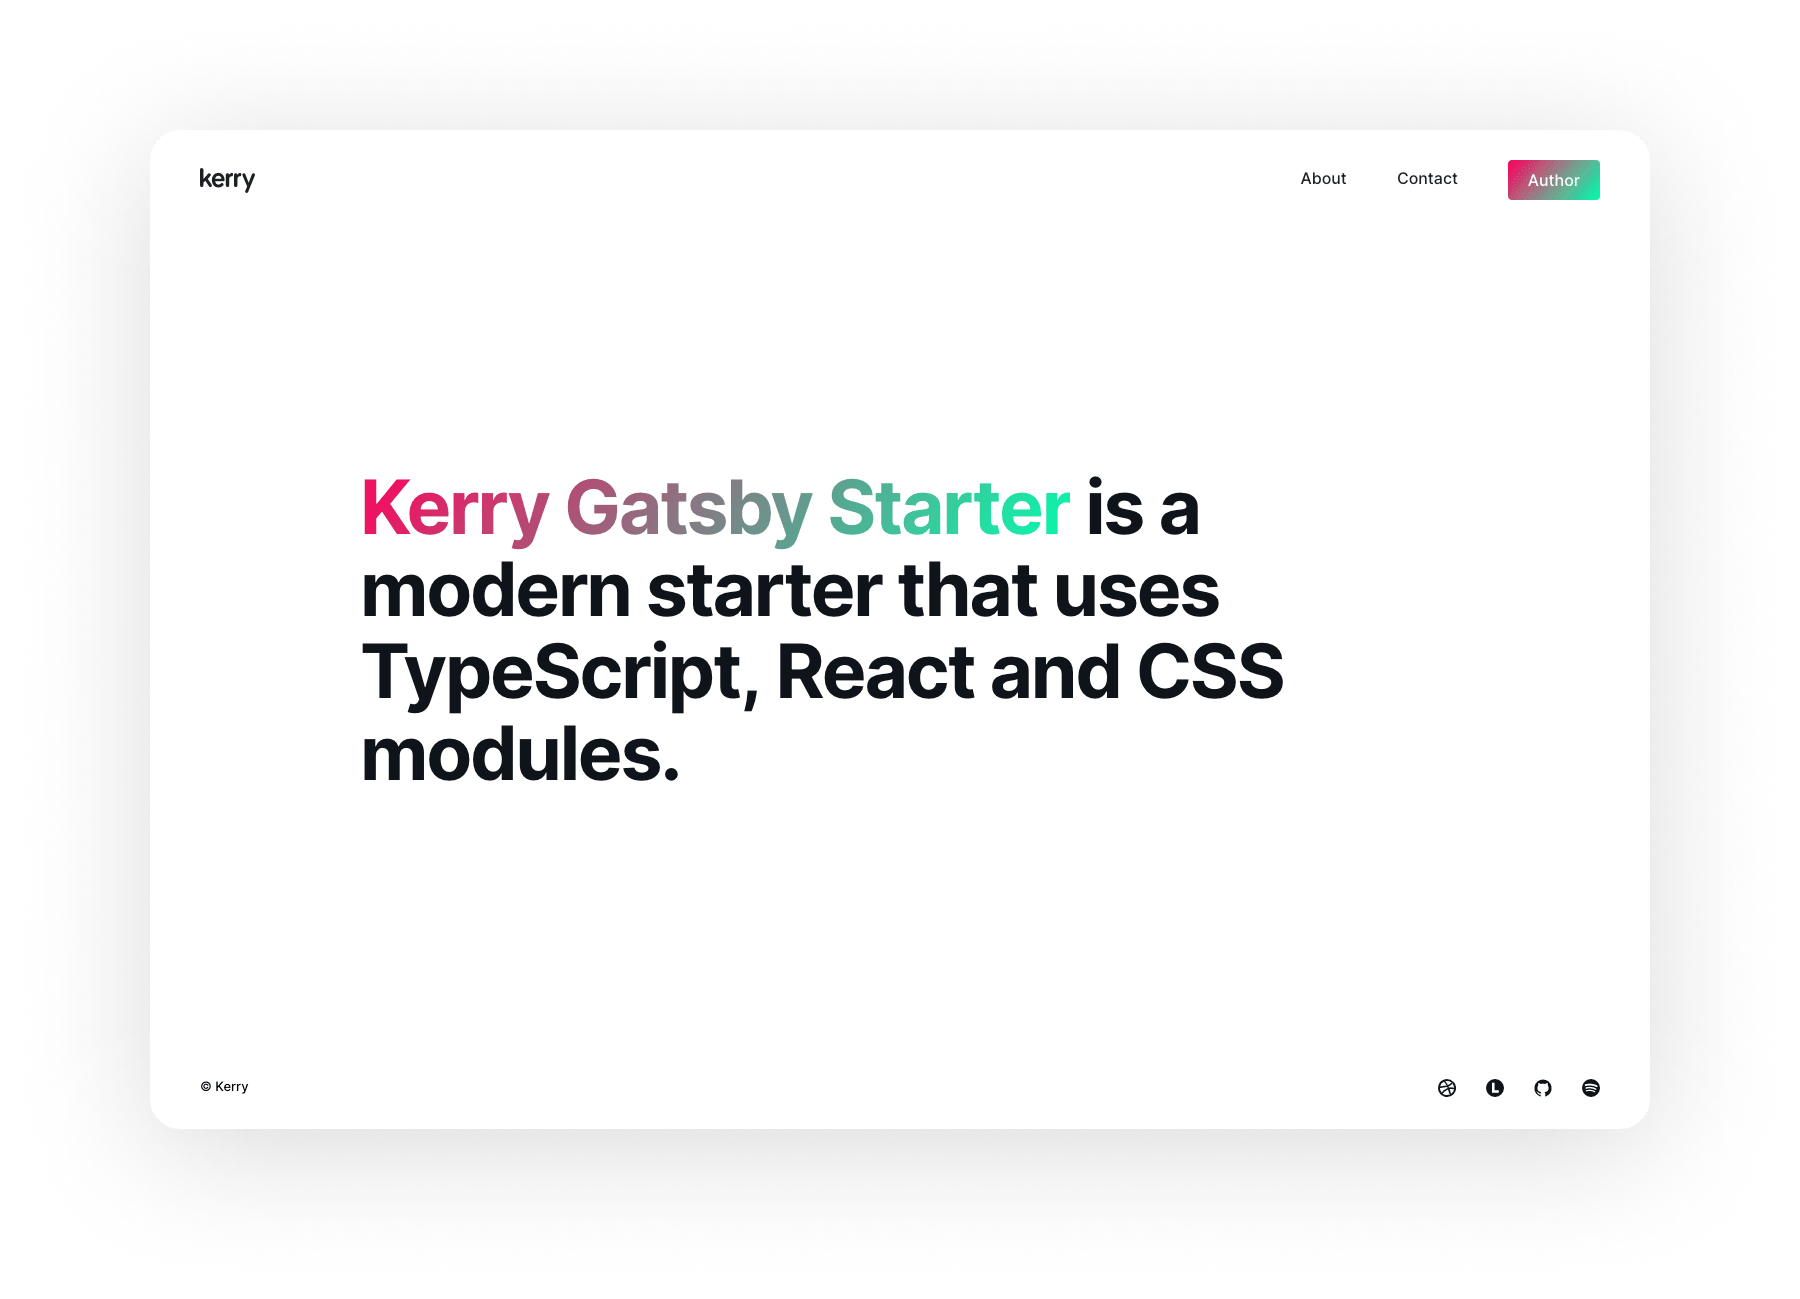 kerry
About
Contact
Author
Kerry Gatsby Starter is a
modern starter that uses
TypeScript, React and CSS
modules.
© Kerry